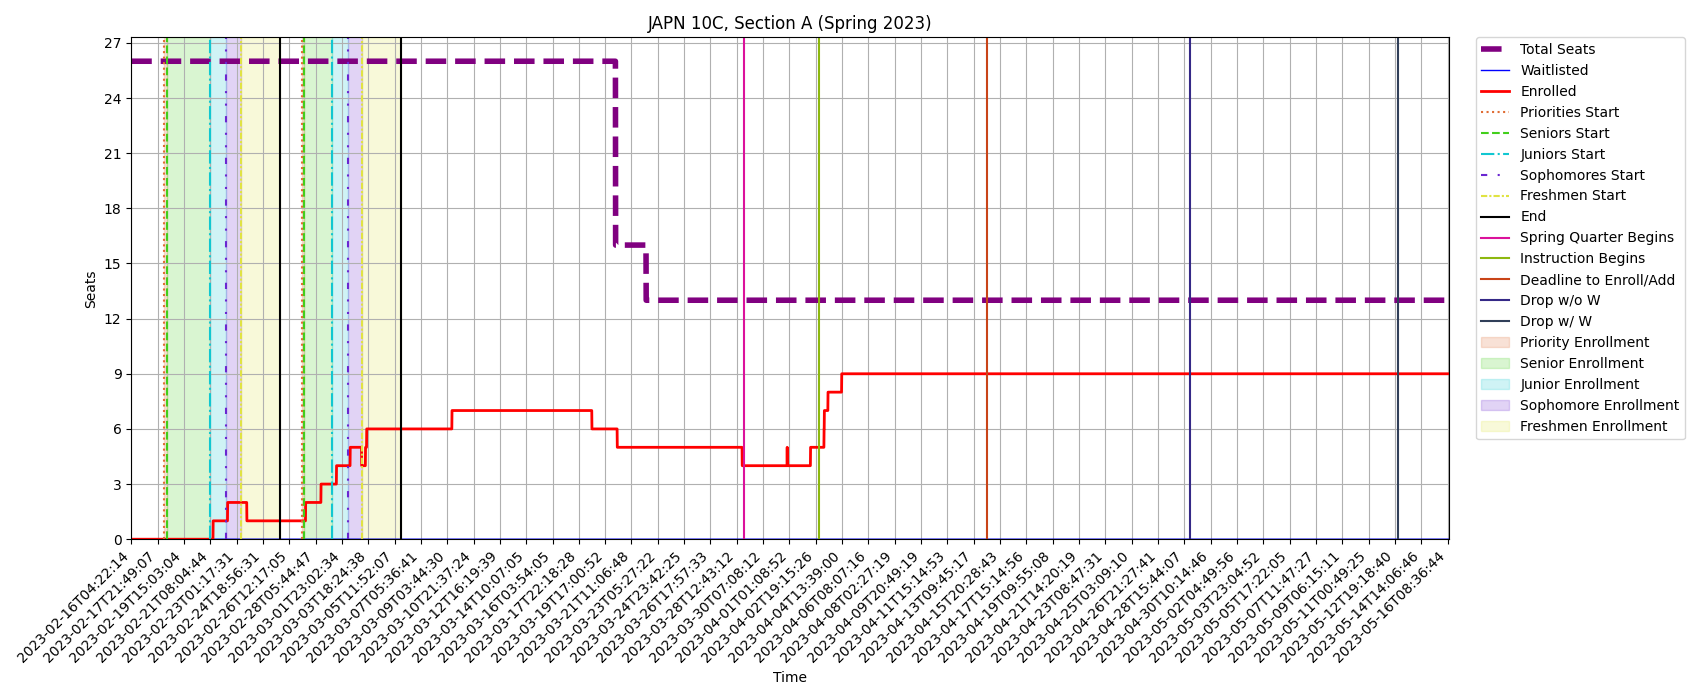 JAPN 10C, Section A (Spring 2023)
27
24
21
18
15
12
9
6
3
0
Seats
2023-02-16T04:22:14
2023-02-17T21:49:07
2023-02-19T15:03:04
2023-02-21T08:04:44
2023-02-23T01:17:31
2023-02-24T18:56:31
2023-02-26T12:17:05
2023-02-28T05:44:47
2023-03-01T23:02:34
2023-03-03T18:24:38
2023-03-05T11:52:07
2023-03-07T05:36:41
2023-03-09T03:44:30
2023-03-10T21:37:24
2023-03-12T16:19:39
2023-03-14T10:07:05
2023-03-16T03:54:05
2023-03-17T22:18:28
2023-03-19T17:00:52
2023-03-21T11:06:48
2023-03-23T05:27:22
2023-03-24T23:42:25
2023-03-26T17:57:33
2023-03-28T12:43:12
2023-03-30T07:08:12
2023-04-01T01:08:52
2023-04-02T19:15:26
2023-04-04T13:39:00
2023-04-06T08:07:16
2023-04-08T02:27:19
2023-04-09T20:49:19
2023-04-11T15:14:53
2023-04-13T09:45:17
2023-04-15T20:28:43
2023-04-17T15:14:56
2023-04-19T09:55:08
2023-04-21T14:20:19
2023-04-23T08:47:31
2023-04-25T03:09:10
2023-04-26T21:27:41
2023-04-28T15:44:07
2023-04-30T10:14:46
2023-05-02T04:49:56
2023-05-03T23:04:52
2023-05-05T17:22:05
2023-05-07T11:47:27
2023-05-09T06:15:11
2023-05-11T00:49:25
2023-05-12T19:18:40
2023-05-14T14:06:46
2023-05-16T08:36:44
Time
Total Seats
Waitlisted
Enrolled
Priorities Start
Seniors Start
Juniors Start
Sophomores Start
Freshmen Start
End
Spring Quarter Begins
Instruction Begins
Deadline to Enroll/Add
Drop w/o W
Drop w/ W
Priority Enrollment
Senior Enrollment
Junior Enrollment
Sophomore Enrollment
Freshmen Enrollment